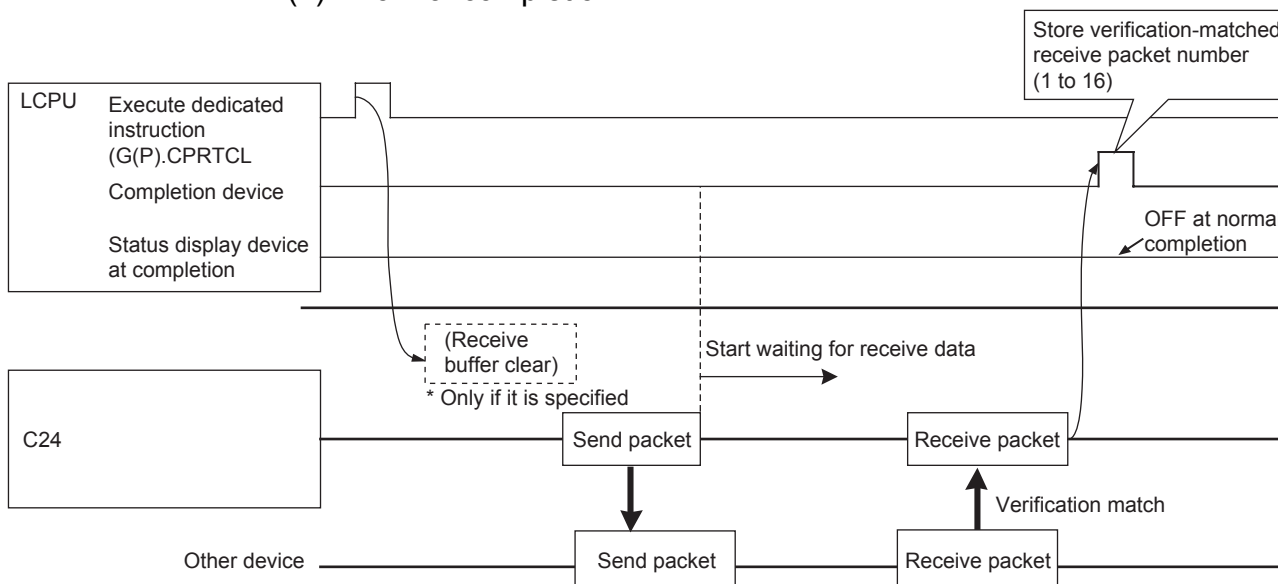 Store verification-matched
receive packet number
(1 to 16)
LCPU
Execute dedicated
instruction
(G(P).CPRTCL
Completion device
Status display device
at completion
OFF at norma
completion
(Receive
buffer clear)
* Only if it is specified
Start waiting for receive data
C24
Send packet
Receive packet
Verification match
Other device
Send packet
Receive packet